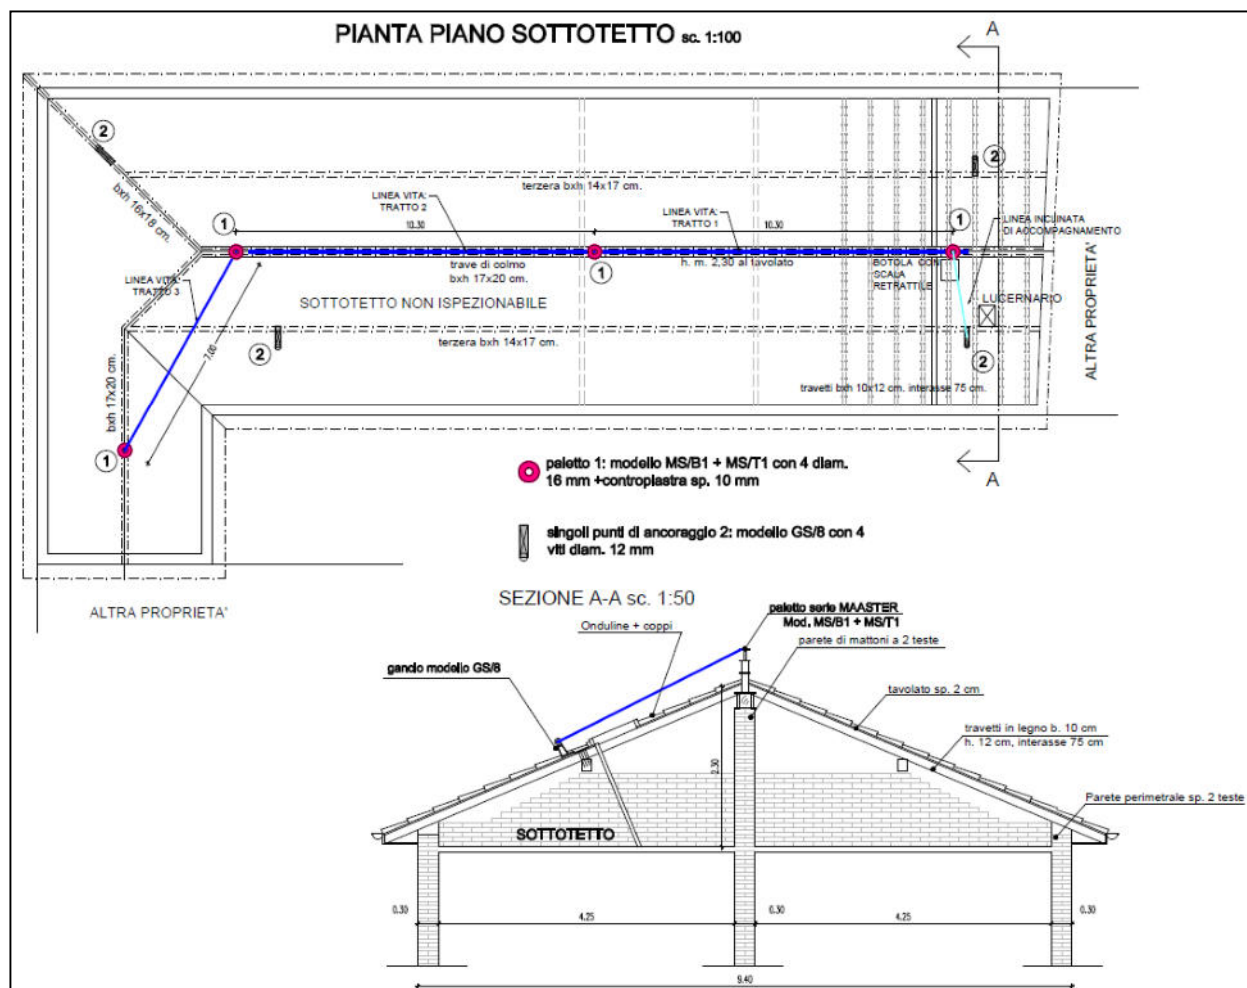 PIANTA PIANO SOTTOTETTO sc. 1:100
A
2
2
bxh 16x18 cm.
terzera bxh 14x17 cm.
LINEA VITA:
TRATTO 2
LINEA VITA:
TRATTO 1
1
10.30
10.30
1
LINEA INCLINATA
DI ACCOMPAGNAMENTO
trave di colmo
bxh 17x20 cm.
1
h. m. 2,30 al tavolato
BOTOLA CON
SCALA
RETRATTILE
LINEA VITA:
TRATTO 3
SOTTOTETTO NON ISPEZIONABILE
LUCERNARIO
ALTRA PROPRIETA'
7.00
2
terzera bxh 14x17 cm.
2
bxh 17x20 cm.
travetti bxh 10x12 cm. interasse 75 cm.
1
A
paletto 1: modello MS/B1 + MS/T1 con 4 diam.
16 mm +contropiastra sp. 10 mm
singoli punti di ancoraggio 2: modello GS/8 con 4
viti diam. 12 mm
ALTRA PROPRIETA'
SEZIONE A-A sc. 1:50
Onduline + coppi
paletto serie MAASTER
Mod. MS/B1 + MS/T1
parete di mattoni a 2 teste
gancio modello GS/8
tavolato sp. 2 cm
travetti in legno b. 10 cm
h. 12 cm, interasse 75 cm
2.30
Parete perimetrale sp. 2 teste
SOTTOTETTO
0.30
4.25
0.30
4.25
0.30
9.40